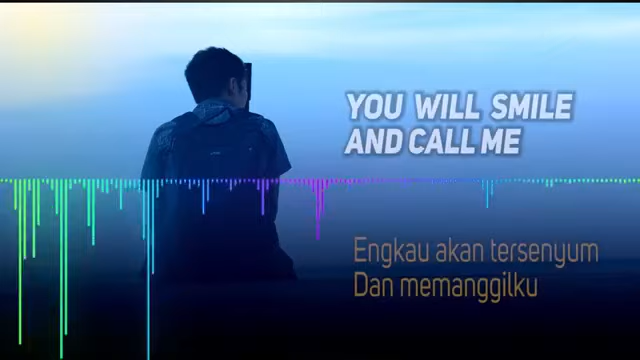 YOU WILL SMILE
AND CALL ME
Engkau akan tersenyum
Dan memanggilku